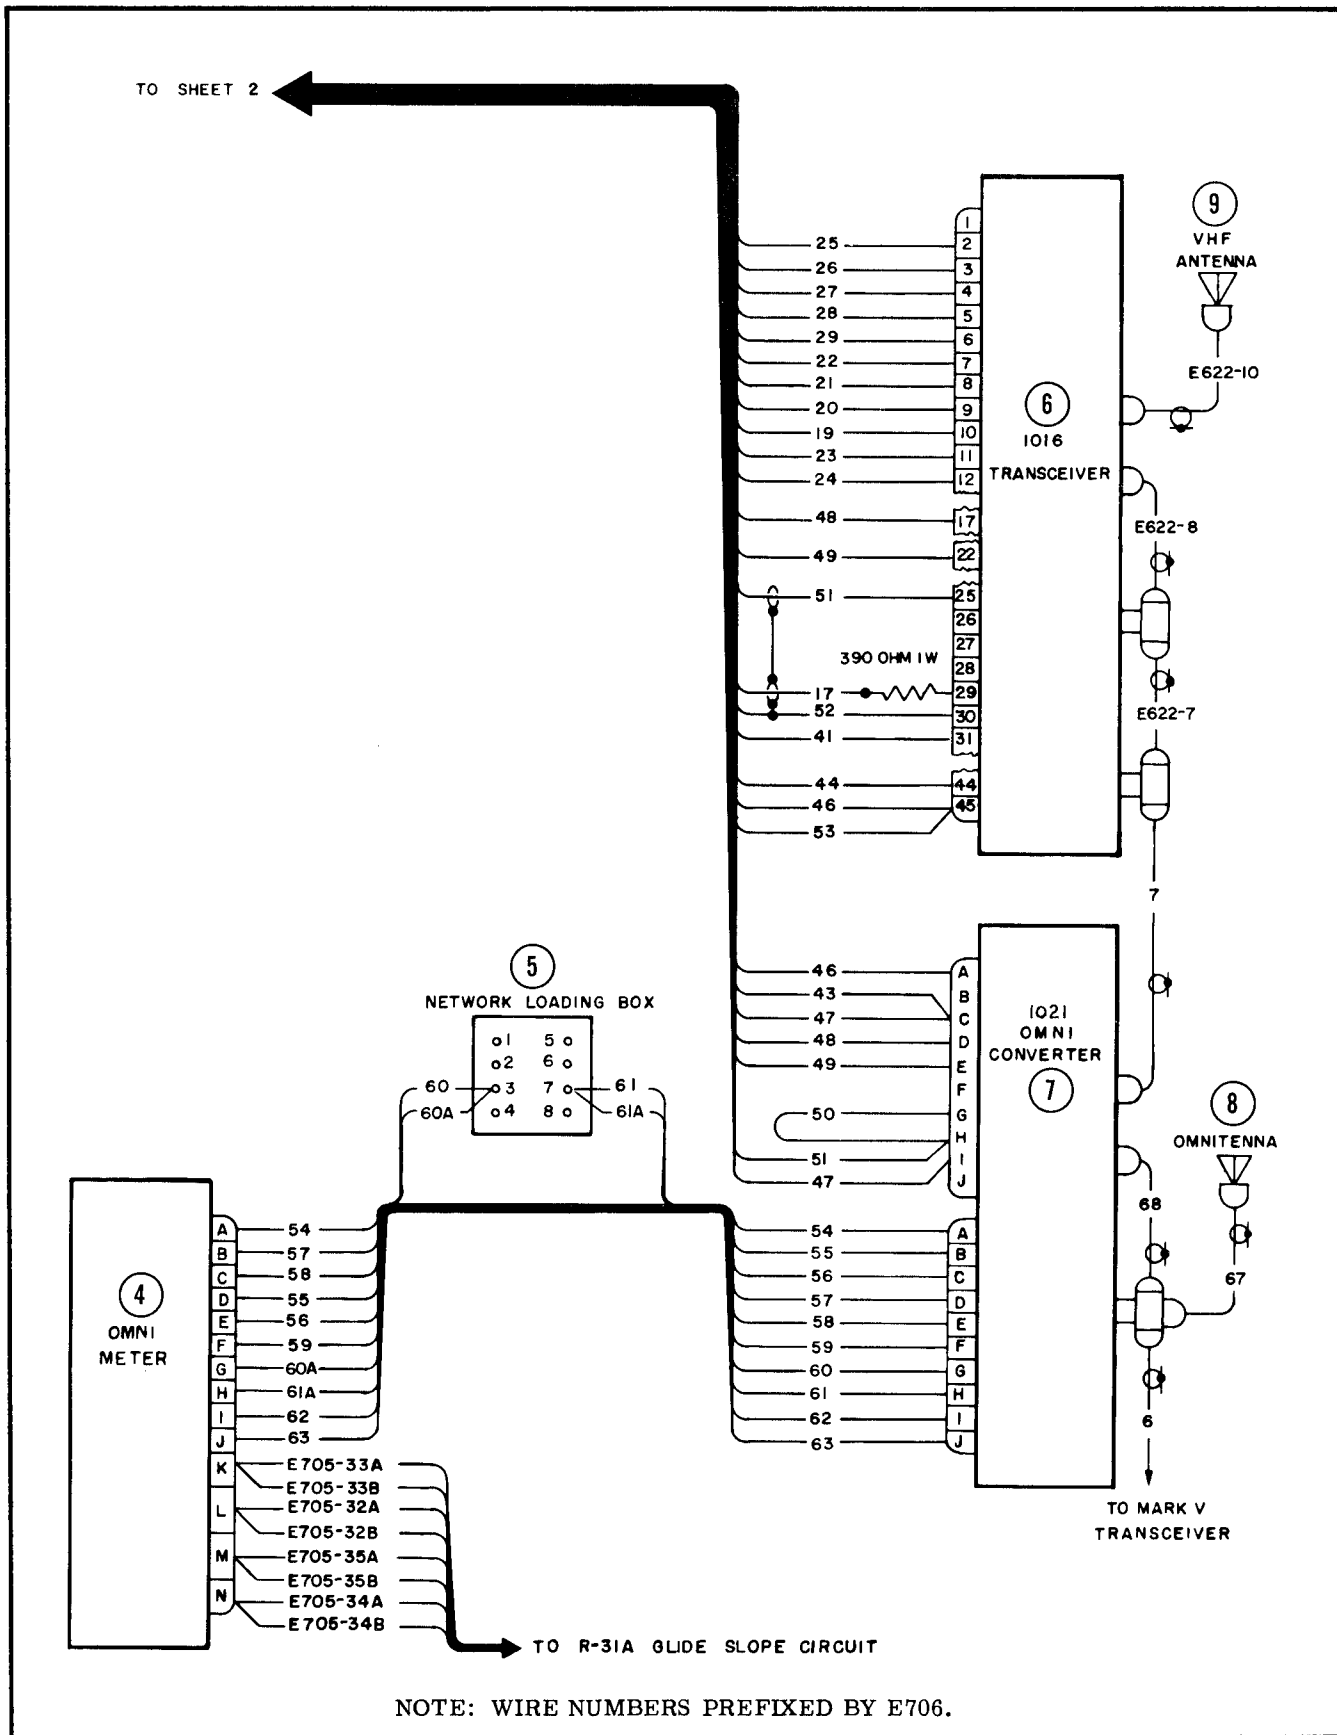 TO SHEET 2
25
26
27
28
29
22
21
20
19
23
24
48
49
51
390 OHM 1W
17
52
41
44
46
53
1
2
3
4
5
6
7
8
9
10
11
12
17
22
25
26
27
28
29
30
31
44
45
6
1016
TRANSCEIVER
9
VHF
ANTENNA
E622-10
E622-8
E622-7
7
5
NETWORK LOADING BOX
1 5
2 6
60 3 7 61
60A 4 8 61A
46 A
43 B
47 C
48 D
49 E
F
50 G
H
51 I
47 J
1021
OMNI
CONVERTER
7
8
OMNITENNA
68
67
6
TO MARK V
TRANSCEIVER
54 A
55 B
56 C
57 D
58 E
59 F
60 G
61 H
62 I
63 J
4
OMNI
METER
A 54
B 57
C 58
D 55
E 56
F 59
G 60A
H 61A
I 62
J 63
K E705-33A
E705-33B
L E705-32A
E705-32B
M E705-35A
E705-35B
N E705-34A
E705-34B
TO R-31A GLIDE SLOPE CIRCUIT
NOTE: WIRE NUMBERS PREFIXED BY E706.